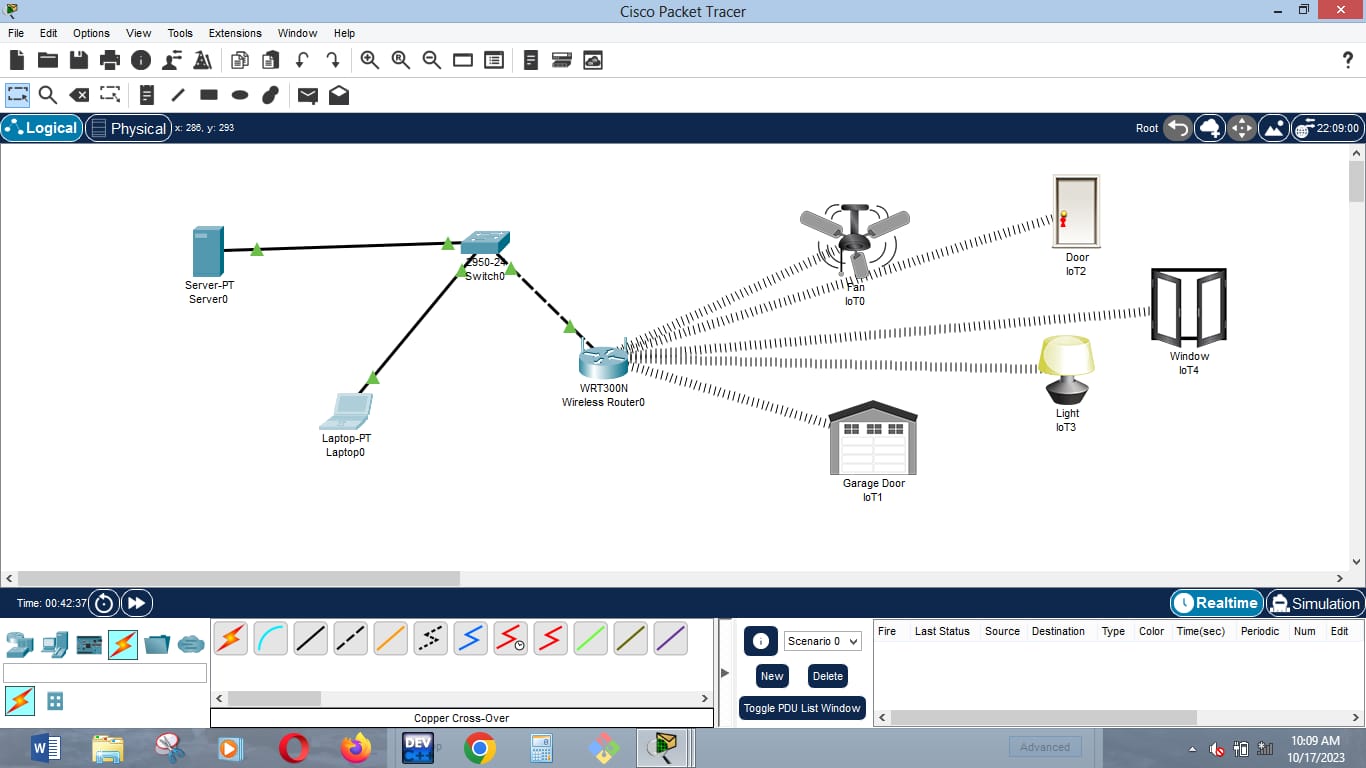 Cisco Packet Tracer
File Edit Options View Tools Extensions Window Help
Logical Physical x: 286, y: 293 Root 22:09:00
Door
IoT2
Server-PT
Server0
2950-24
Switch0
Fan
IoT0
Window
IoT4
WRT300N
Wireless Router0
Light
IoT3
Laptop-PT
Laptop0
Garage Door
IoT1
Time: 00:42:37 Realtime Simulation
Scenario 0
Fire Last Status Source Destination Type Color Time(sec) Periodic Num Edit
New Delete
Toggle PDU List Window
Copper Cross-Over
W
DEV
C++
Advanced
10:09 AM
10/17/2023